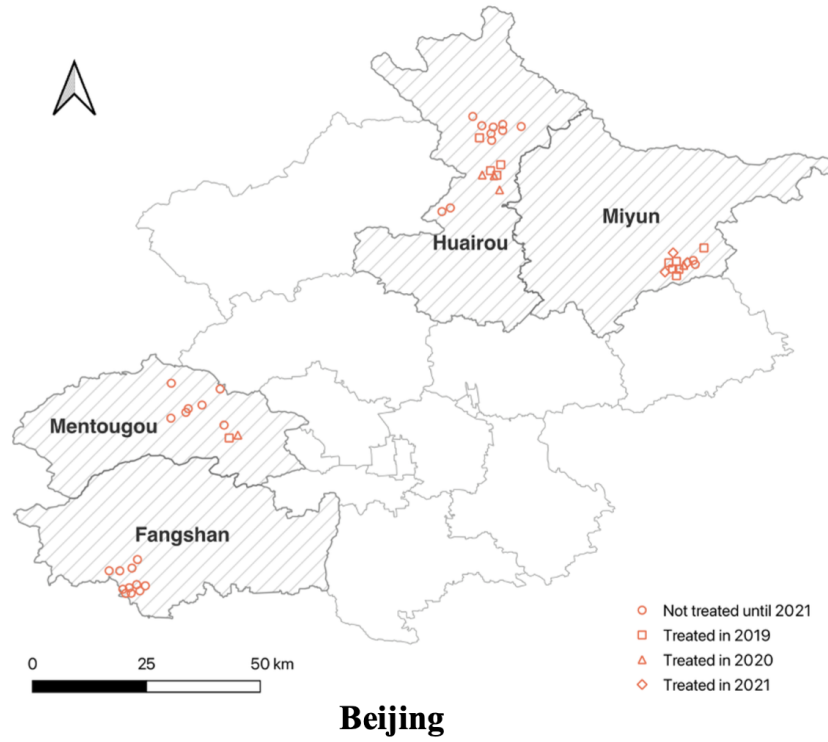 Miyun
Huairou
Mentougou
Fangshan
Not treated until 2021
Treated in 2019
Treated in 2020
Treated in 2021
0 25 50 km
Beijing